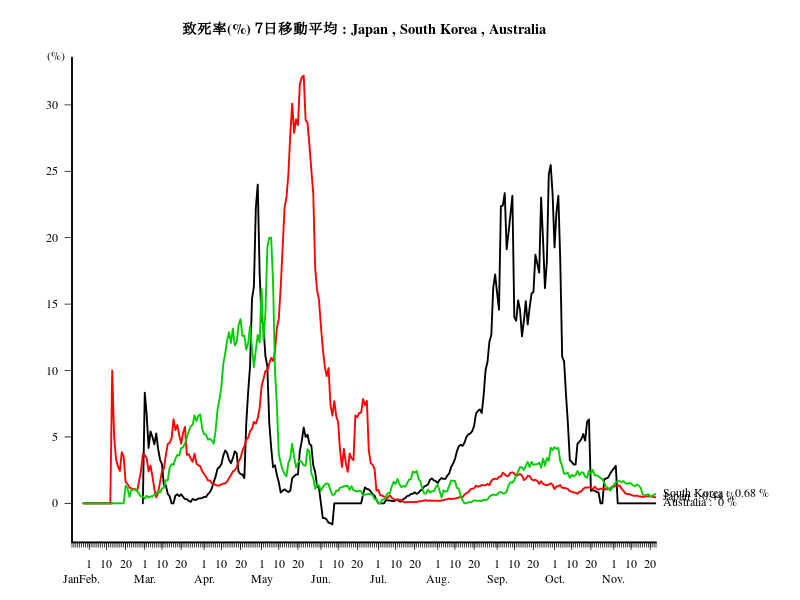 致死率(%) 7日移動平均 : Japan , South Korea , Australia
(%)
30
25
20
15
10
5
0
1 10 20 1 10 20 1 10 20 1 10 20 1 10 20 1 10 20 1 10 20 1 10 20 1 10 20 1 10 20
JanFeb. Mar. Apr. May Jun. Jul. Aug. Sep. Oct. Nov.
South Korea : 0.68 %
Japan : 0.44 %
Australia : 0 %